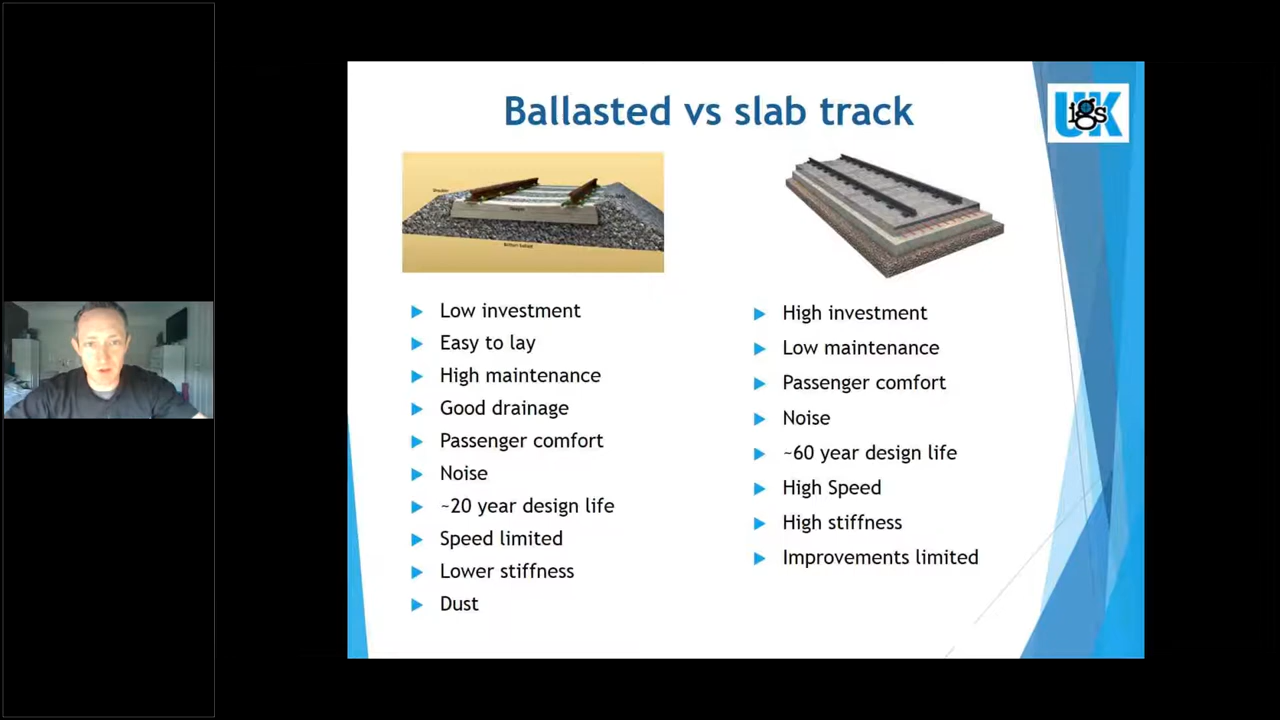 Ballasted vs slab track
UK
igs
Low investment
Easy to lay
High maintenance
Good drainage
Passenger comfort
Noise
~20 year design life
Speed limited
Lower stiffness
Dust
High investment
Low maintenance
Passenger comfort
Noise
~60 year design life
High Speed
High stiffness
Improvements limited